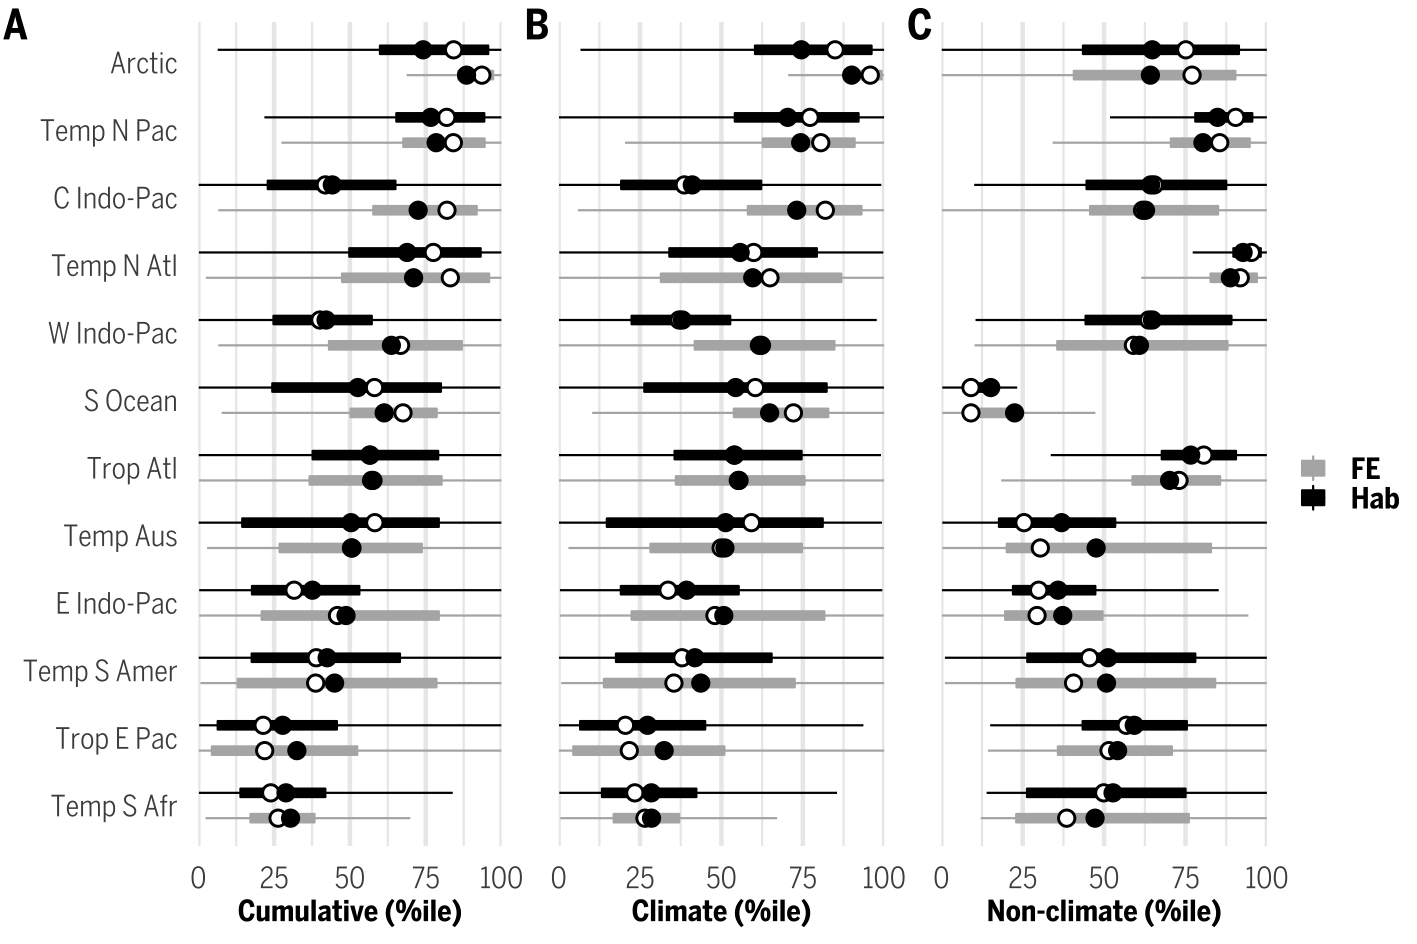 A B C
Arctic
Temp N Pac
C Indo-Pac
Temp N Atl
W Indo-Pac
S Ocean
Trop Atl
Temp Aus
E Indo-Pac
Temp S Amer
Trop E Pac
Temp S Afr
FE
Hab
0 25 50 75 100 0 25 50 75 100 0 25 50 75 100
Cumulative (%ile) Climate (%ile) Non-climate (%ile)